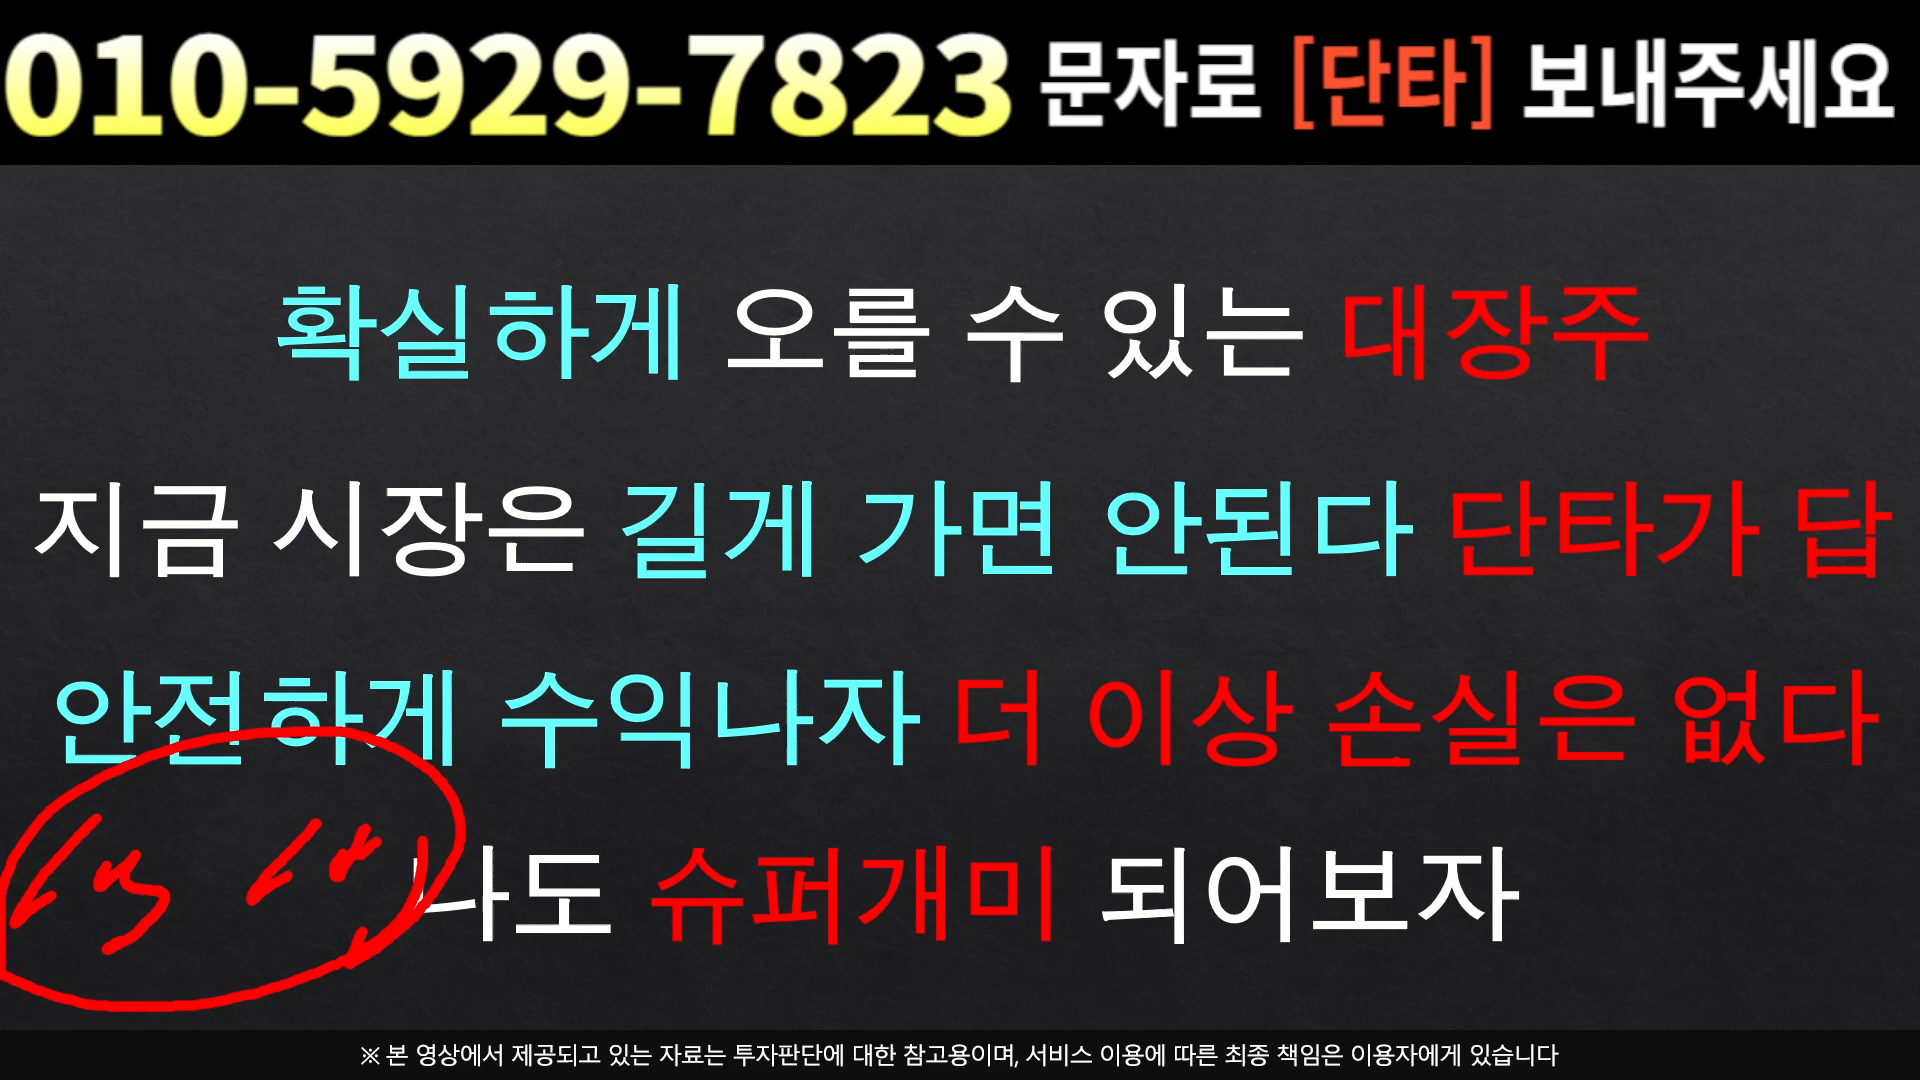 010-5929-7823 문자로 [단타] 보내주세요
확실하게 오를 수 있는 대장주
지금 시장은 길게 가면 안된다 단타가 답
안전하게 수익나자 더 이상 손실은 없다
나도 슈퍼개미 되어보자
※ 본 영상에서 제공되고 있는 자료는 투자판단에 대한 참고용이며, 서비스 이용에 따른 최종 책임은 이용자에게 있습니다